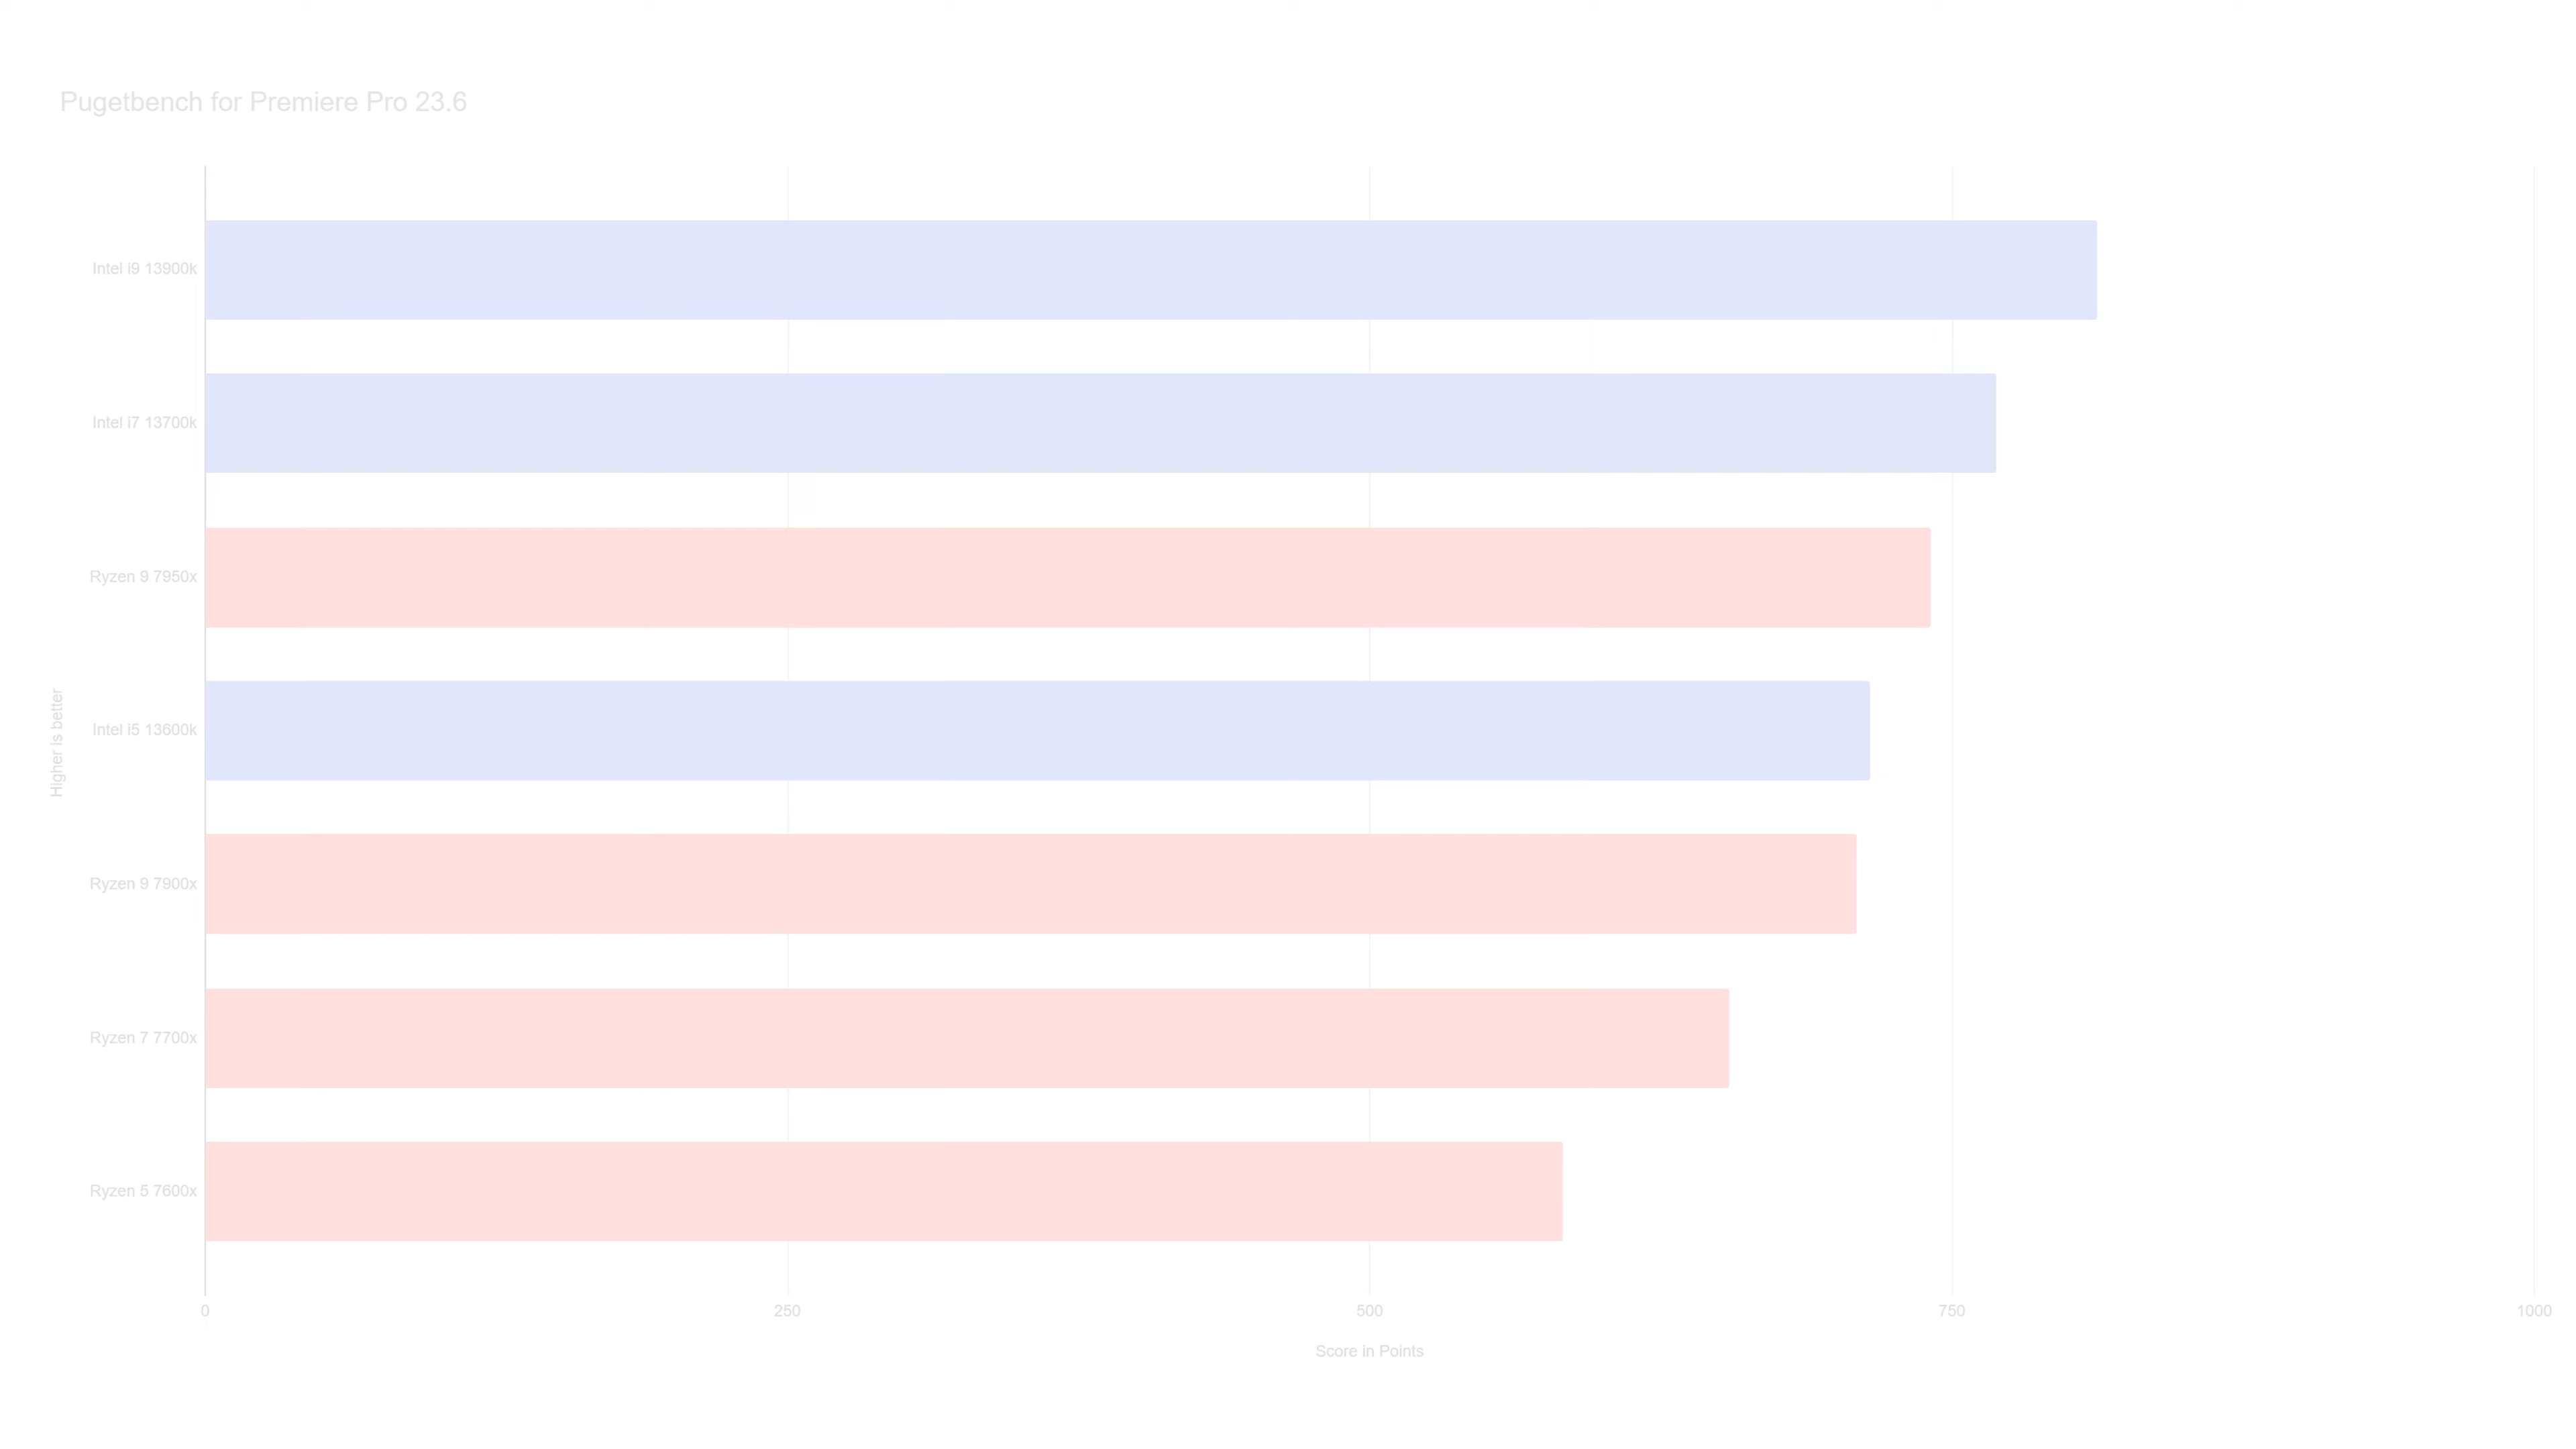 Pugetbench for Premiere Pro 23.6
Higher is better
Intel i9 13900k
Intel i7 13700k
Ryzen 9 7950x
Intel i5 13600k
Ryzen 9 7900x
Ryzen 7 7700x
Ryzen 5 7600x
0 250 500 750 1000
Score in Points